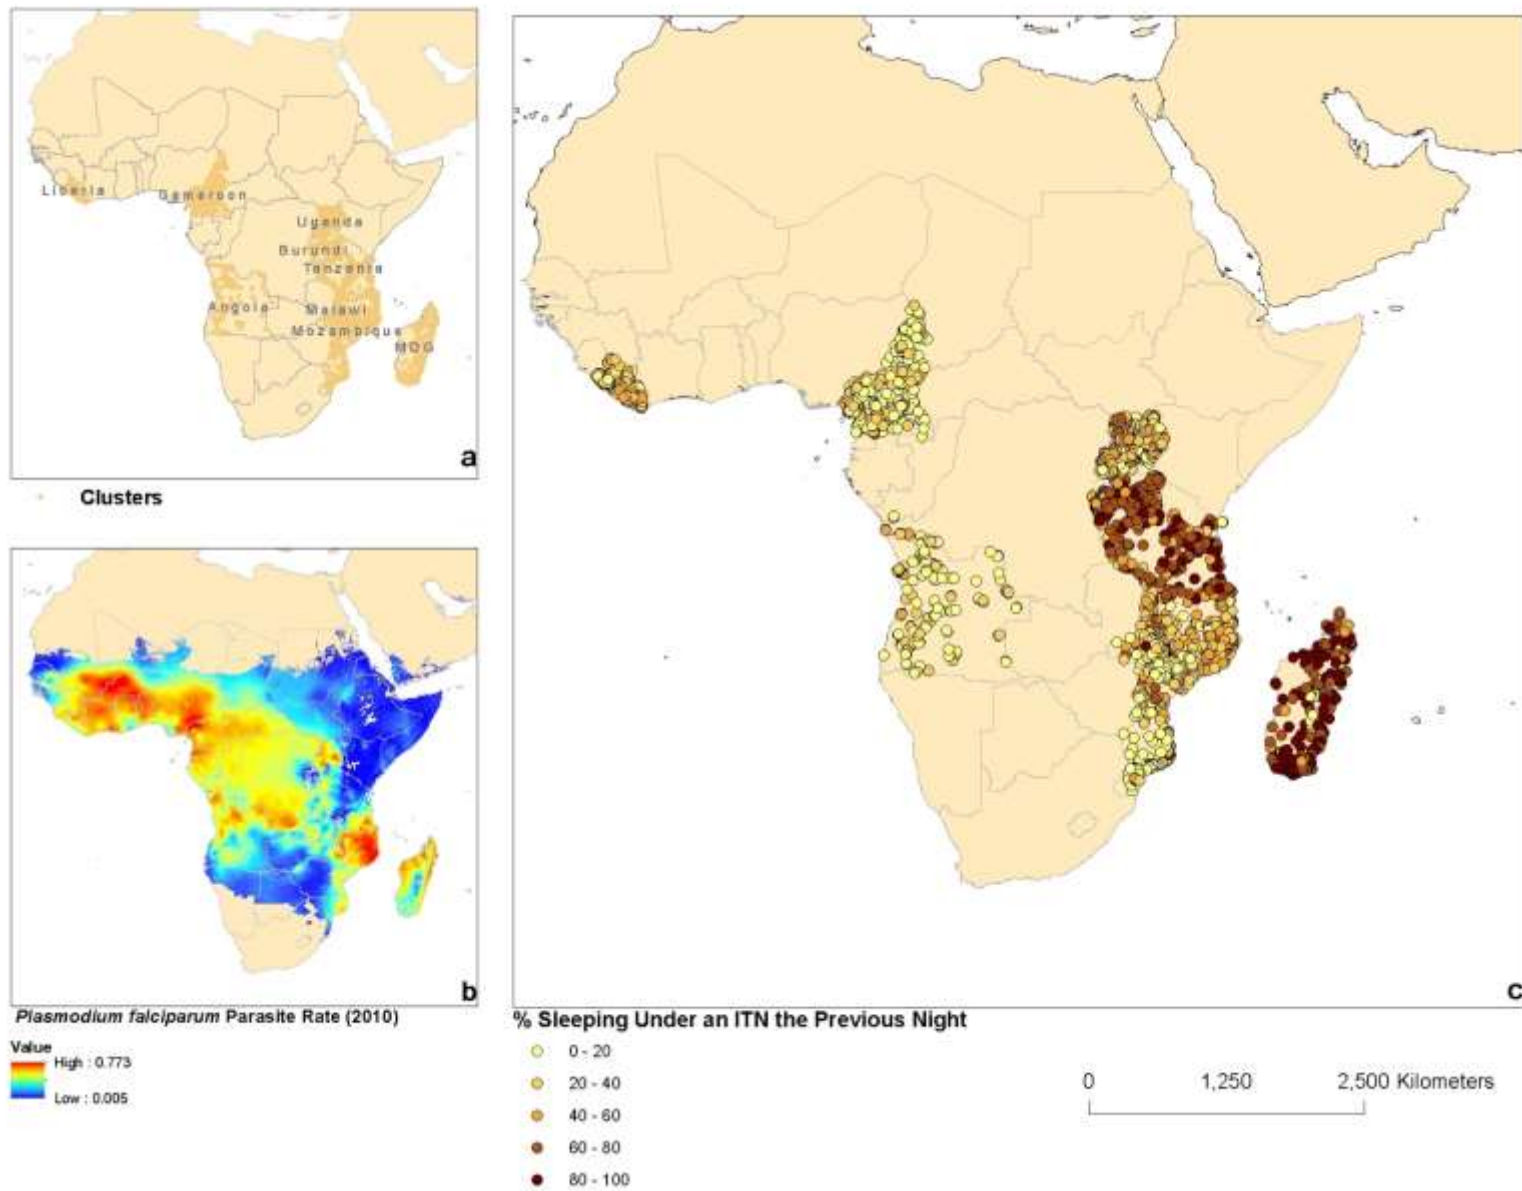 Liberia
Cameroon
Uganda
Burundi
Tanzania
Angola
Malawi
Mozambique
MDG
a
Clusters
b
Plasmodium falciparum Parasite Rate (2010)
Value
High : 0.773
Low : 0.005
c
% Sleeping Under an ITN the Previous Night
0 - 20
20 - 40
40 - 60
60 - 80
80 - 100
0 1,250 2,500 Kilometers